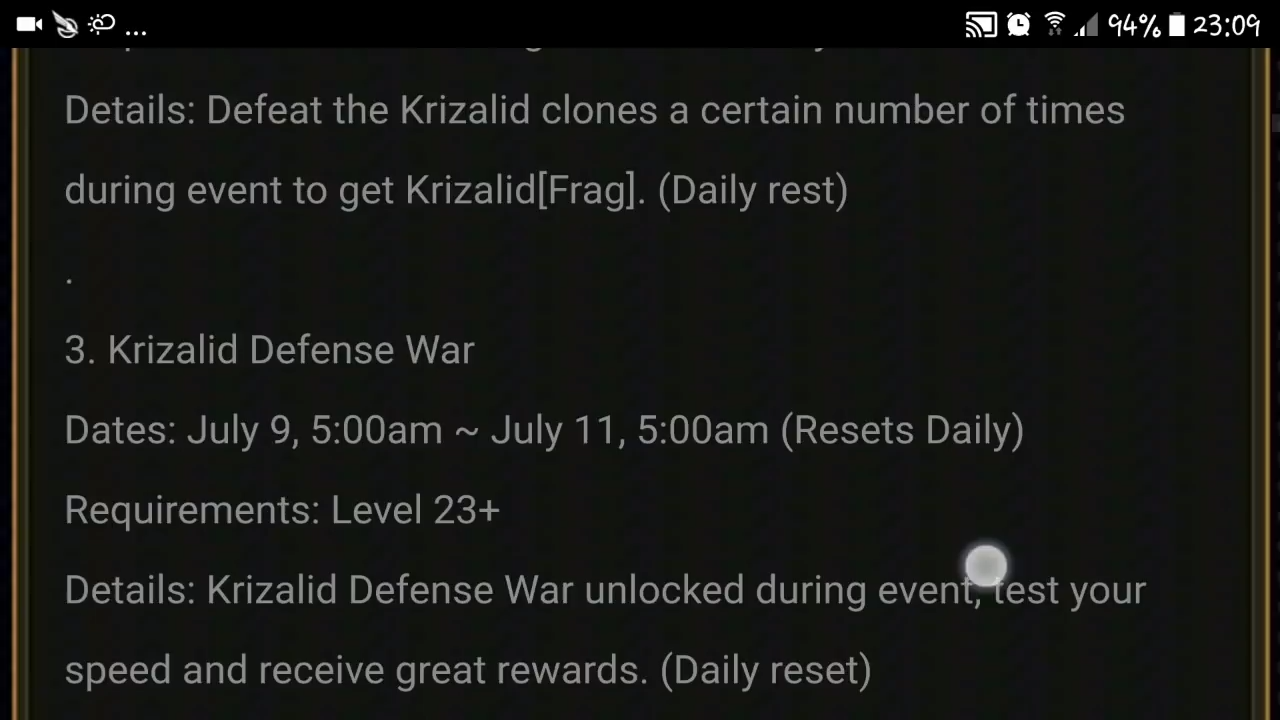 ... 94% 23:09
Details: Defeat the Krizalid clones a certain number of times
during event to get Krizalid[Frag]. (Daily rest)
.
3. Krizalid Defense War
Dates: July 9, 5:00am ~ July 11, 5:00am (Resets Daily)
Requirements: Level 23+
Details: Krizalid Defense War unlocked during event, test your
speed and receive great rewards. (Daily reset)